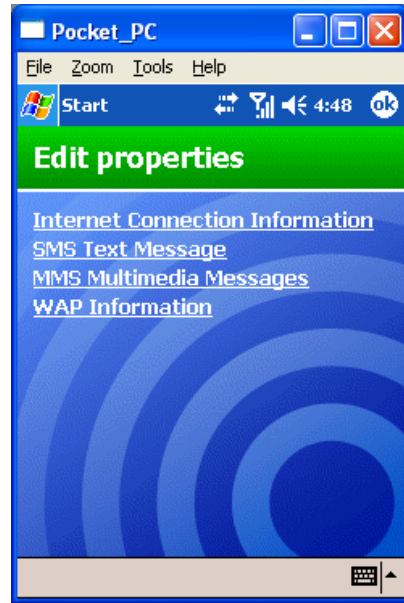 Pocket_PC
File Zoom Tools Help
Start 4:48 ok
Edit properties
Internet Connection Information
SMS Text Message
MMS Multimedia Messages
WAP Information